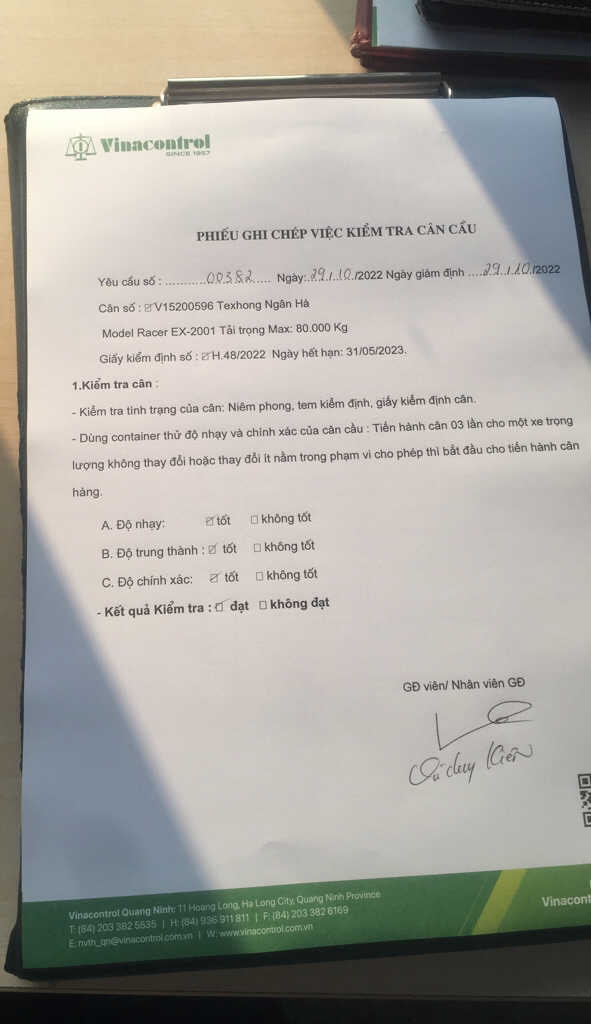 Vinacontrol
SINCE 1957
PHIẾU GHI CHÉP VIỆC KIỂM TRA CÂN CẦU
Yêu cầu số : ...........00382.... Ngày:29/10/2022 Ngày giám định ....29/10/2022
Cân số : ☑V15200596 Texhong Ngân Hà
Model Racer EX-2001 Tải trọng Max: 80.000 Kg
Giấy kiểm định số : ☑H.48/2022 Ngày hết hạn: 31/05/2023.
1.Kiểm tra cân :
- Kiểm tra tình trạng của cân: Niêm phong, tem kiểm định, giấy kiểm định cân.
- Dùng container thử độ nhạy và chính xác của cân cầu : Tiến hành cân 03 lần cho một xe trọng
lượng không thay đổi hoặc thay đổi ít nằm trong phạm vi cho phép thì bắt đầu cho tiến hành cân
hàng.
A. Độ nhạy: ☑ tốt ☐ không tốt
B. Độ trung thành : ☑ tốt ☐ không tốt
C. Độ chính xác: ☑ tốt ☐ không tốt
- Kết quả Kiểm tra : ☑ đạt ☐ không đạt
GĐ viên/ Nhân viên GĐ
duy Kiên
Vinacontrol Quang Ninh: 11 Hoang Long, Ha Long City, Quang Ninh Province
T: (84) 203 382 5535 | H: (84) 936 911 811 | F: (84) 203 382 6169
E: nvth_qn@vinacontrol.com.vn | W: www.vinacontrol.com.vn
Vinacont